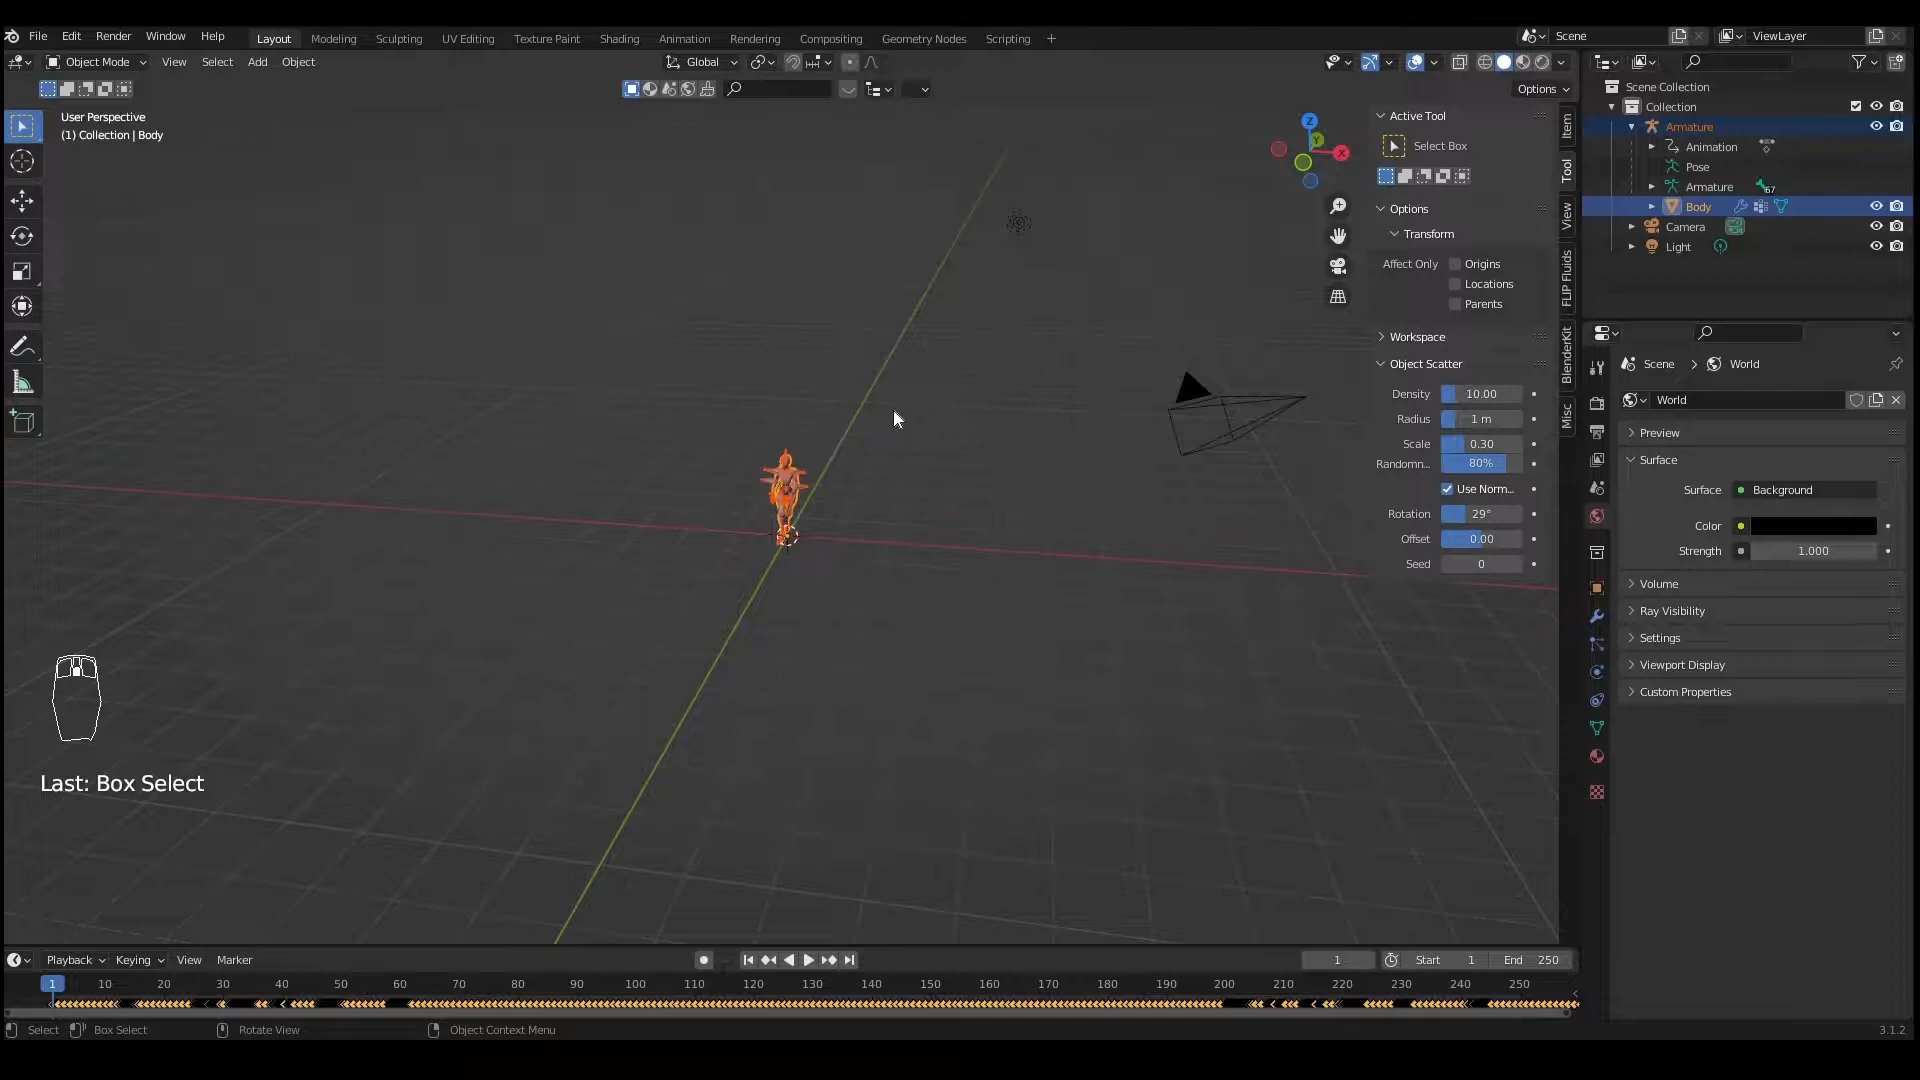 File Edit Render Window Help Layout Modeling Sculpting UV Editing Texture Paint Shading Animation Rendering Compositing Geometry Nodes Scripting + Scene ViewLayer
Object Mode View Select Add Object Global
Options
User Perspective
(1) Collection | Body
Z
Y
X
Active Tool
Select Box
Options
Transform
Affect Only Origins
Locations
Parents
Workspace
Object Scatter
Density 10.00
Radius 1 m
Scale 0.30
Randomn... 80%
Use Norm...
Rotation 29°
Offset 0.00
Seed 0
Item
Tool
View
FLIP Fluids
BlenderKit
Misc
Scene Collection
Collection
Armature
Animation
Pose
Armature 67
Body
Camera
Light
Scene World
World
Preview
Surface
Surface Background
Color
Strength 1.000
Volume
Ray Visibility
Settings
Viewport Display
Custom Properties
Last: Box Select
Playback Keying View Marker 1 Start 1 End 250
1 10 20 30 40 50 60 70 80 90 100 110 120 130 140 150 160 170 180 190 200 210 220 230 240 250
Select Box Select Rotate View Object Context Menu 3.1.2